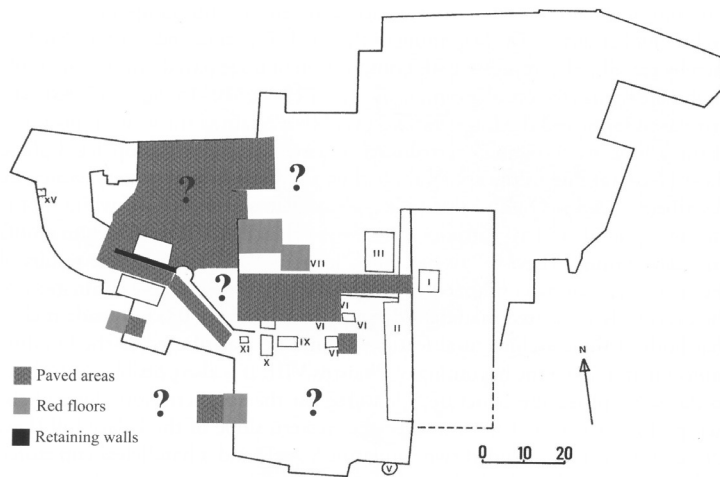 ?
?
XV
VII
III
I
?
VI
VI
VI
II
XI
X
IX
VI
N
Paved areas
Red floors
Retaining walls
?
?
0 10 20
V